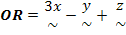 OR = 3x/~ − y/~ + z/~